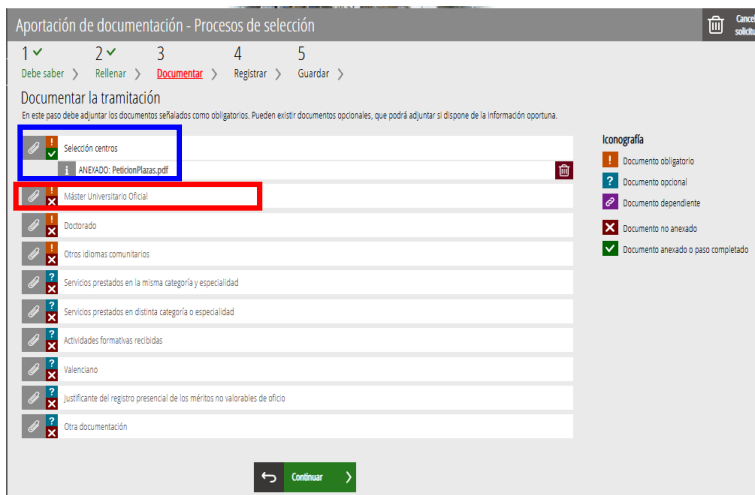 Aportación de documentación - Procesos de selección
1 2 3 4 5
Debe saber Rellenar Documentar Registrar Guardar
Documentar la tramitación
En este paso debe adjuntar los documentos señalados como obligatorios. Pueden existir documentos opcionales, que podrá adjuntar si dispone de la información oportuna.
Selección centros
ANEXADO: PeticionPlazas.pdf
Máster Universitario Oficial
Doctorado
Otros idiomas comunitarios
Servicios prestados en la misma categoría y especialidad
Servicios prestados en distinta categoría o especialidad
Actividades formativas recibidas
Valenciano
Justificante del registro presencial de los méritos no valorables de oficio
Otra documentación
Continuar
Iconografía
Documento obligatorio
Documento opcional
Documento dependiente
Documento no anexado
Documento anexado o paso completado